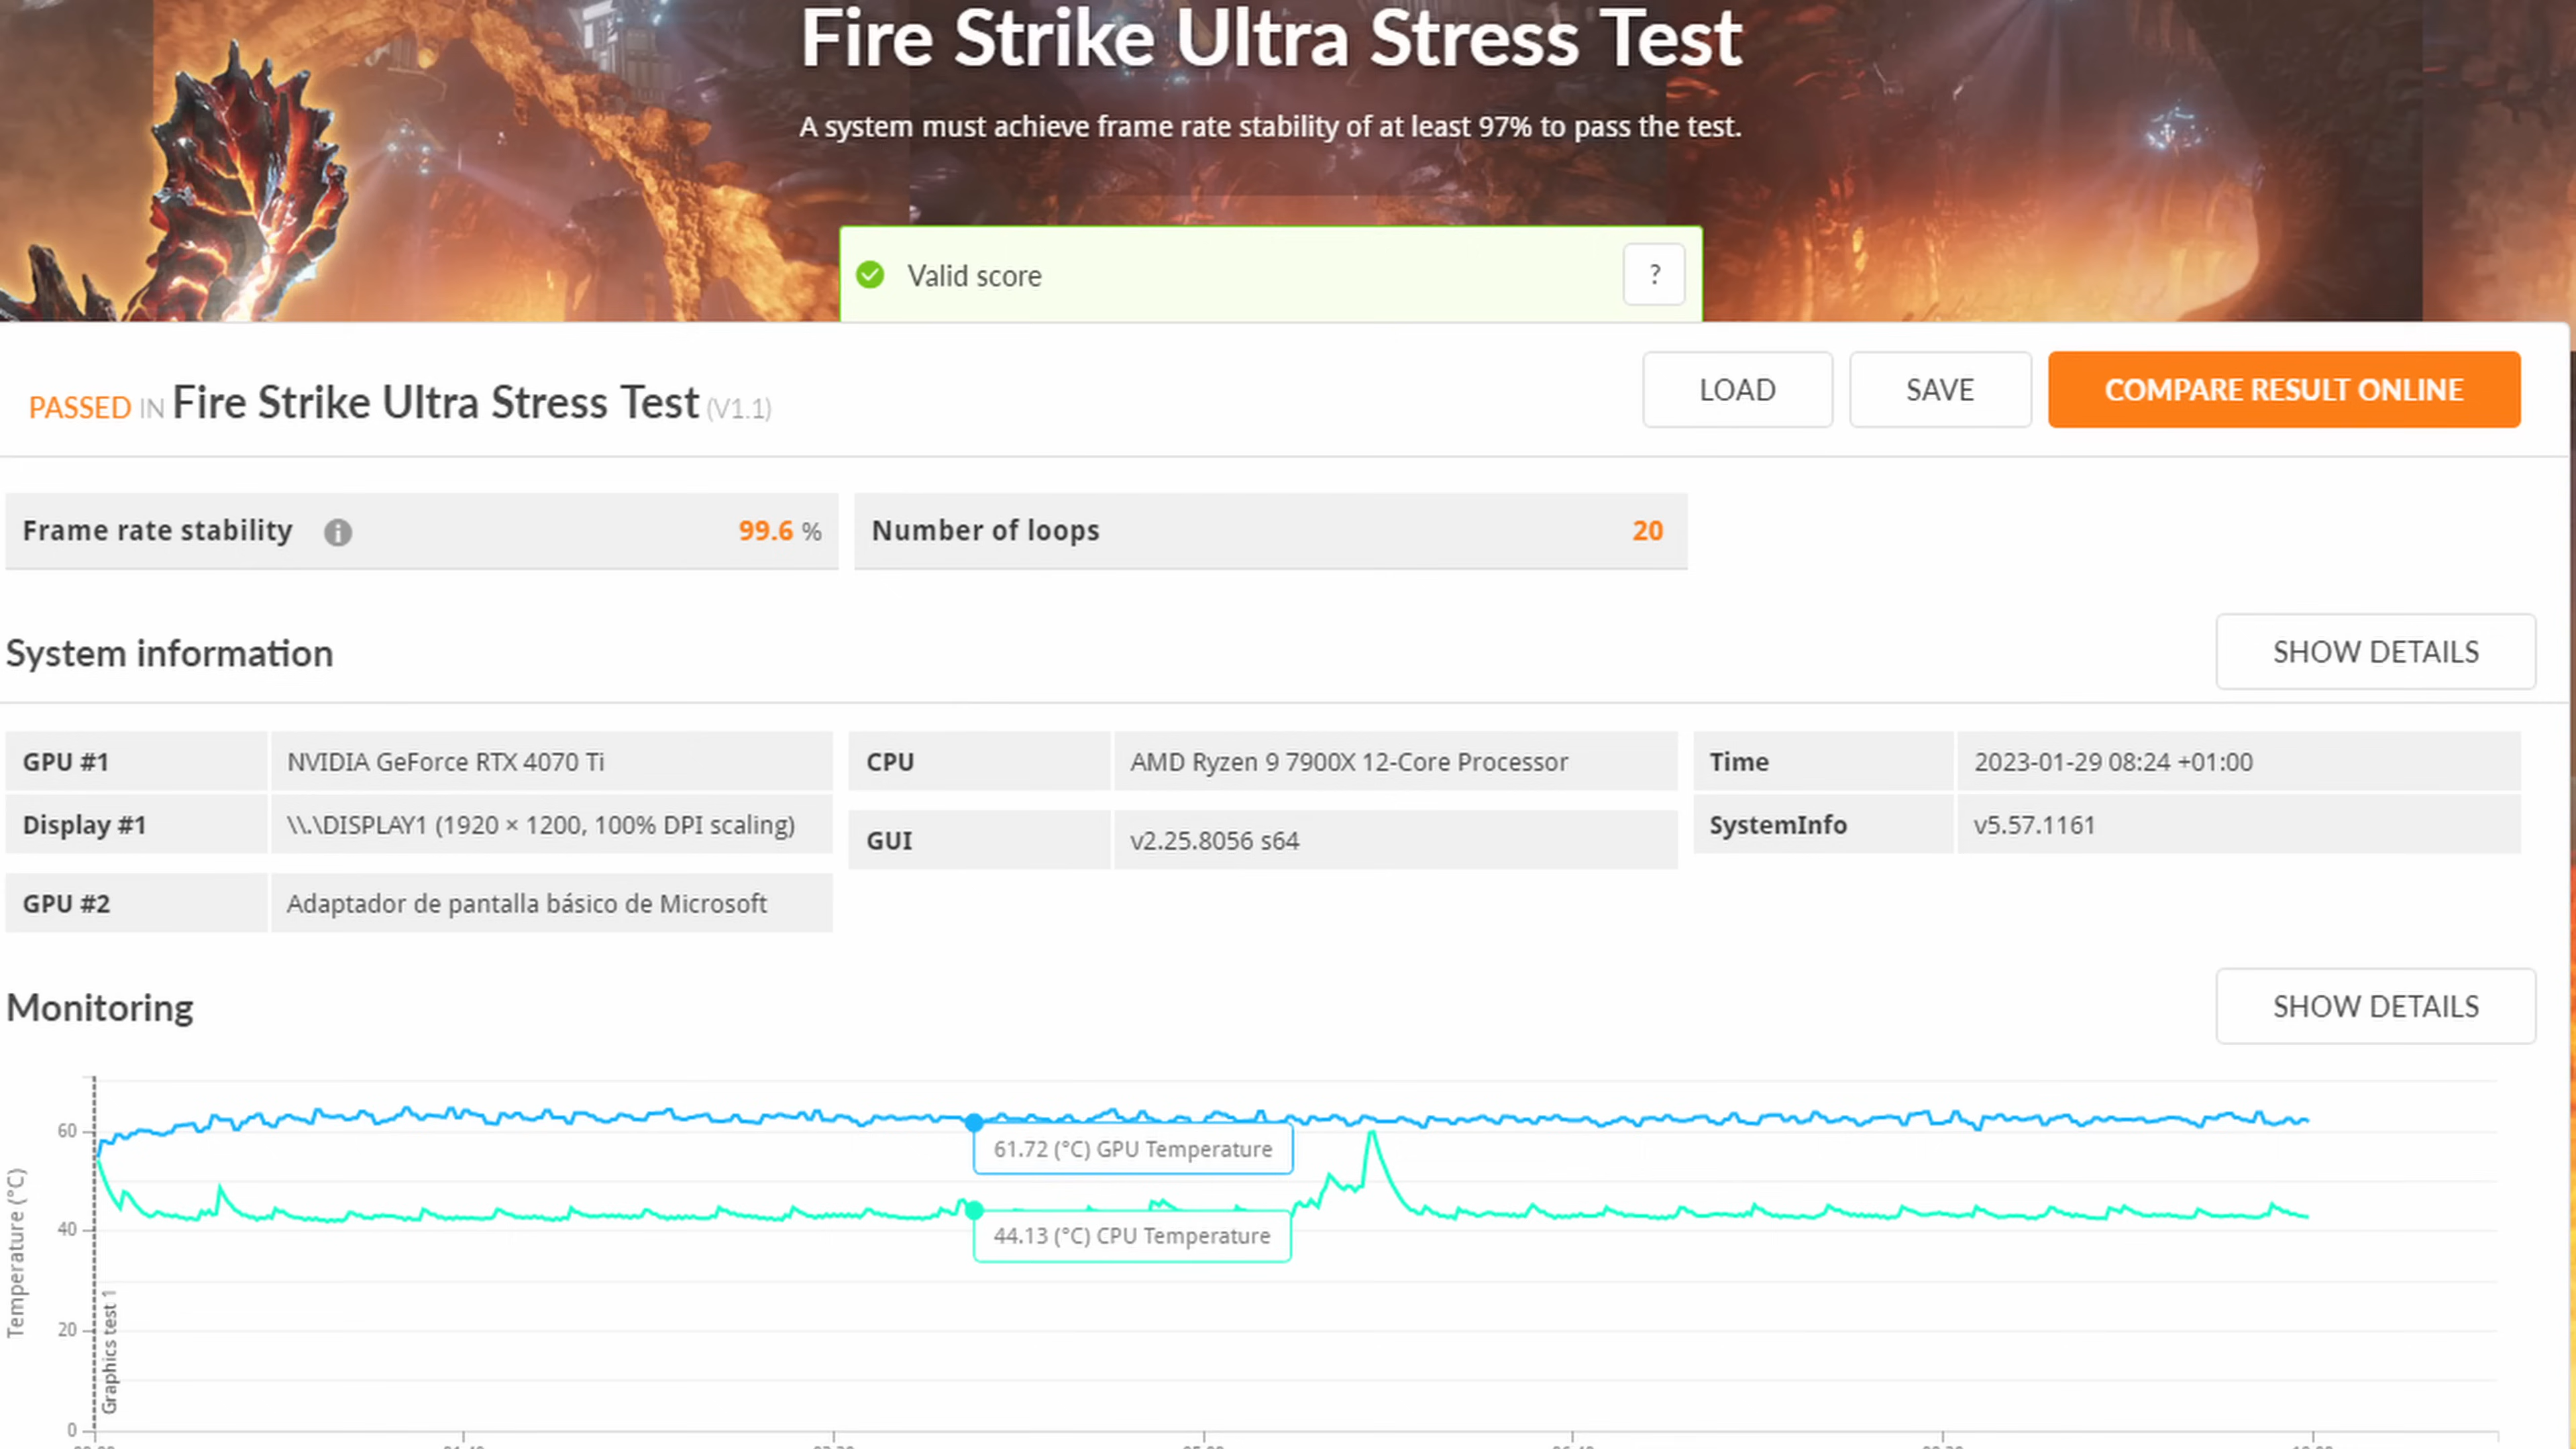 Fire Strike Ultra Stress Test
A system must achieve frame rate stability of at least 97% to pass the test.
Valid score
?
PASSED IN Fire Strike Ultra Stress Test (V1.1)
LOAD
SAVE
COMPARE RESULT ONLINE
Frame rate stability
99.6 %
Number of loops
20
System information
SHOW DETAILS
GPU #1
NVIDIA GeForce RTX 4070 Ti
CPU
AMD Ryzen 9 7900X 12-Core Processor
Time
2023-01-29 08:24 +01:00
Display #1
\\.\DISPLAY1 (1920 × 1200, 100% DPI scaling)
GUI
v2.25.8056 s64
SystemInfo
v5.57.1161
GPU #2
Adaptador de pantalla básico de Microsoft
Monitoring
SHOW DETAILS
Temperature (°C)
60
40
20
0
Graphics test 1
61.72 (°C) GPU Temperature
44.13 (°C) CPU Temperature